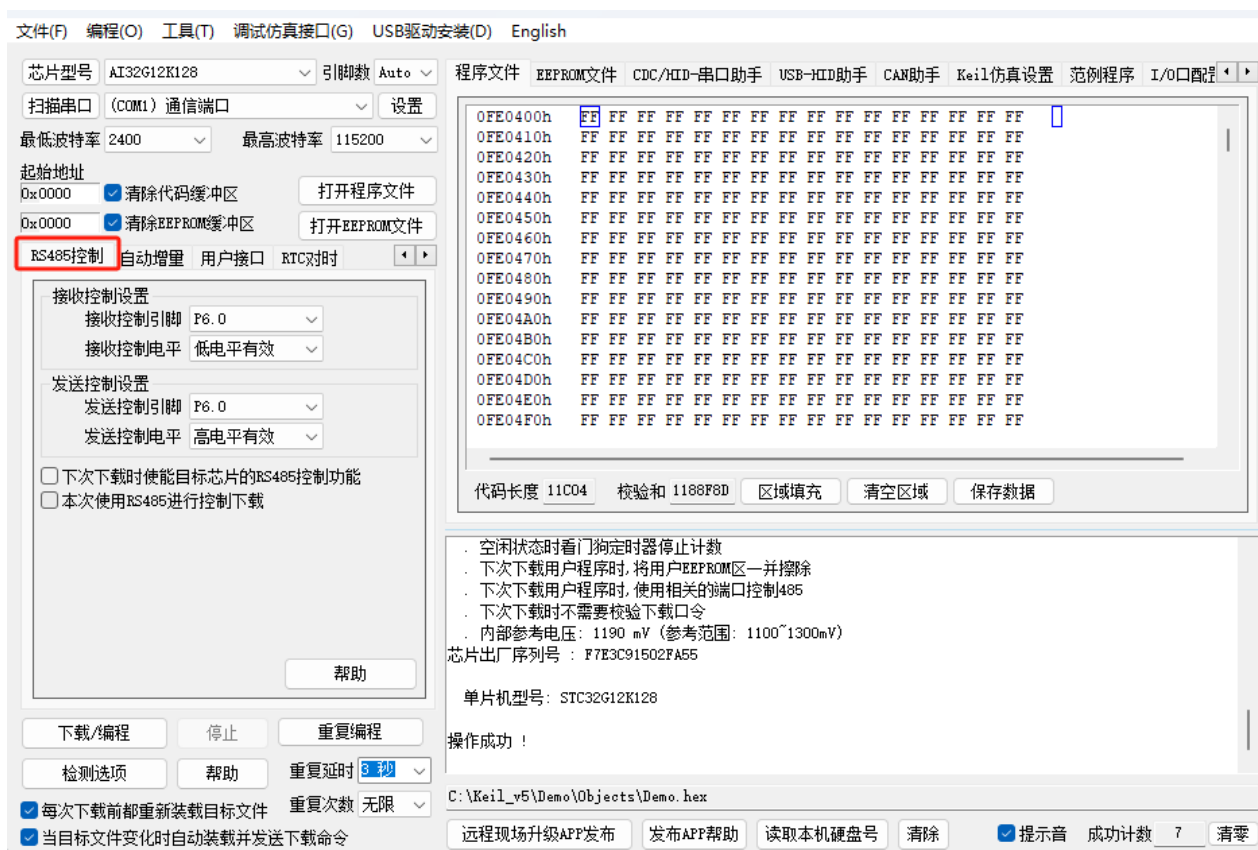 文件(F) 编程(O) 工具(T) 调试仿真接口(G) USB驱动安装(D) English
芯片型号 AI32G12K128 引脚数 Auto
扫描串口 (COM1) 通信端口 设置
最低波特率 2400 最高波特率 115200
起始地址
0x0000 清除代码缓冲区 打开程序文件
0x0000 清除EEPROM缓冲区 打开EEPROM文件
RS485控制 自动增量 用户接口 RTC对时
接收控制设置
接收控制引脚 P6.0
接收控制电平 低电平有效
发送控制设置
发送控制引脚 P6.0
发送控制电平 高电平有效
下次下载时使能目标芯片的RS485控制功能
本次使用RS485进行控制下载
帮助
下载/编程 停止 重复编程
检测选项 帮助 重复延时 3 秒
每次下载前都重新装载目标文件 重复次数 无限
当目标文件变化时自动装载并发送下载命令
程序文件 EEPROM文件 CDC/HID-串口助手 USB-HID助手 CAN助手 Keil仿真设置 范例程序 I/O口配
0FE0400h FF FF FF FF FF FF FF FF FF FF FF FF FF FF FF FF
0FE0410h FF FF FF FF FF FF FF FF FF FF FF FF FF FF FF FF
0FE0420h FF FF FF FF FF FF FF FF FF FF FF FF FF FF FF FF
0FE0430h FF FF FF FF FF FF FF FF FF FF FF FF FF FF FF FF
0FE0440h FF FF FF FF FF FF FF FF FF FF FF FF FF FF FF FF
0FE0450h FF FF FF FF FF FF FF FF FF FF FF FF FF FF FF FF
0FE0460h FF FF FF FF FF FF FF FF FF FF FF FF FF FF FF FF
0FE0470h FF FF FF FF FF FF FF FF FF FF FF FF FF FF FF FF
0FE0480h FF FF FF FF FF FF FF FF FF FF FF FF FF FF FF FF
0FE0490h FF FF FF FF FF FF FF FF FF FF FF FF FF FF FF FF
0FE04A0h FF FF FF FF FF FF FF FF FF FF FF FF FF FF FF FF
0FE04B0h FF FF FF FF FF FF FF FF FF FF FF FF FF FF FF FF
0FE04C0h FF FF FF FF FF FF FF FF FF FF FF FF FF FF FF FF
0FE04D0h FF FF FF FF FF FF FF FF FF FF FF FF FF FF FF FF
0FE04E0h FF FF FF FF FF FF FF FF FF FF FF FF FF FF FF FF
0FE04F0h FF FF FF FF FF FF FF FF FF FF FF FF FF FF FF FF
代码长度 11C04 校验和 1188F8D 区域填充 清空区域 保存数据
. 空闲状态时看门狗定时器停止计数
. 下次下载用户程序时,将用户EEPROM区一并擦除
. 下次下载用户程序时,使用相关的端口控制485
. 下次下载时不需要校验下载口令
. 内部参考电压: 1190 mV (参考范围: 1100~1300mV)
芯片出厂序列号 : F7E3C91502FA55
单片机型号: STC32G12K128
操作成功 !
C:\Keil_v5\Demo\Objects\Demo.hex
远程现场升级APP发布 发布APP帮助 读取本机硬盘号 清除 提示音 成功计数 7 清零